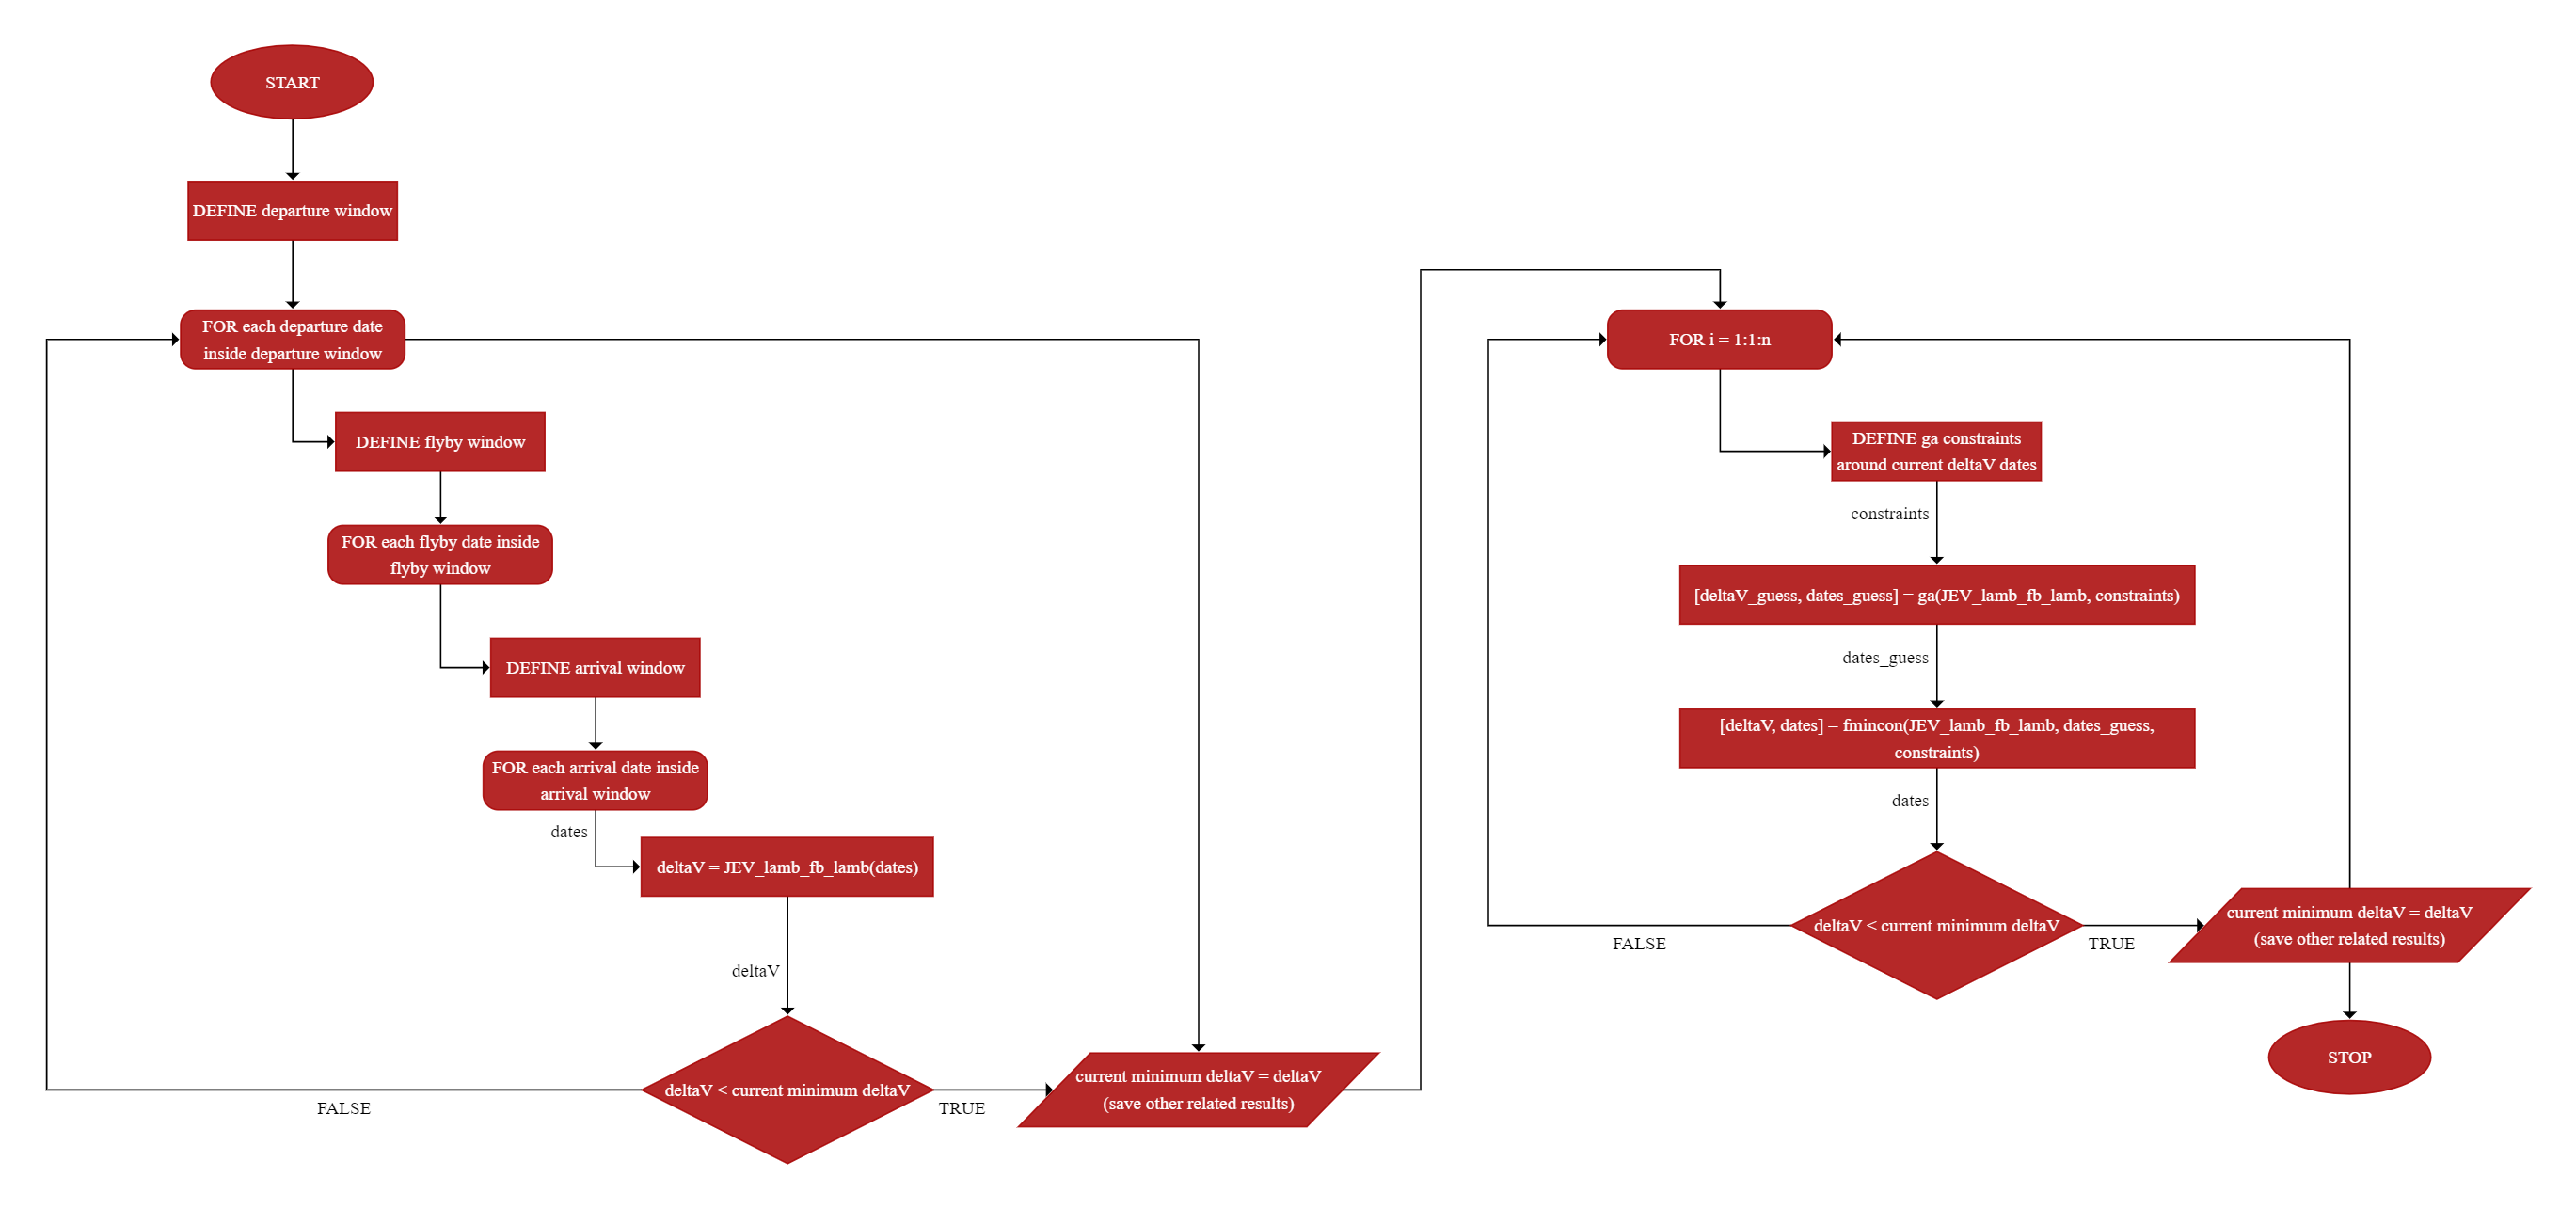 START
DEFINE departure window
FOR each departure date
inside departure window
DEFINE flyby window
FOR each flyby date inside
flyby window
DEFINE arrival window
FOR each arrival date inside
arrival window
dates
deltaV = JEV_lamb_fb_lamb(dates)
deltaV
deltaV < current minimum deltaV
FALSE
TRUE
current minimum deltaV = deltaV
(save other related results)
FOR i = 1:1:n
DEFINE ga constraints
around current deltaV dates
constraints
[deltaV_guess, dates_guess] = ga(JEV_lamb_fb_lamb, constraints)
dates_guess
[deltaV, dates] = fmincon(JEV_lamb_fb_lamb, dates_guess,
constraints)
dates
deltaV < current minimum deltaV
FALSE
TRUE
current minimum deltaV = deltaV
(save other related results)
STOP